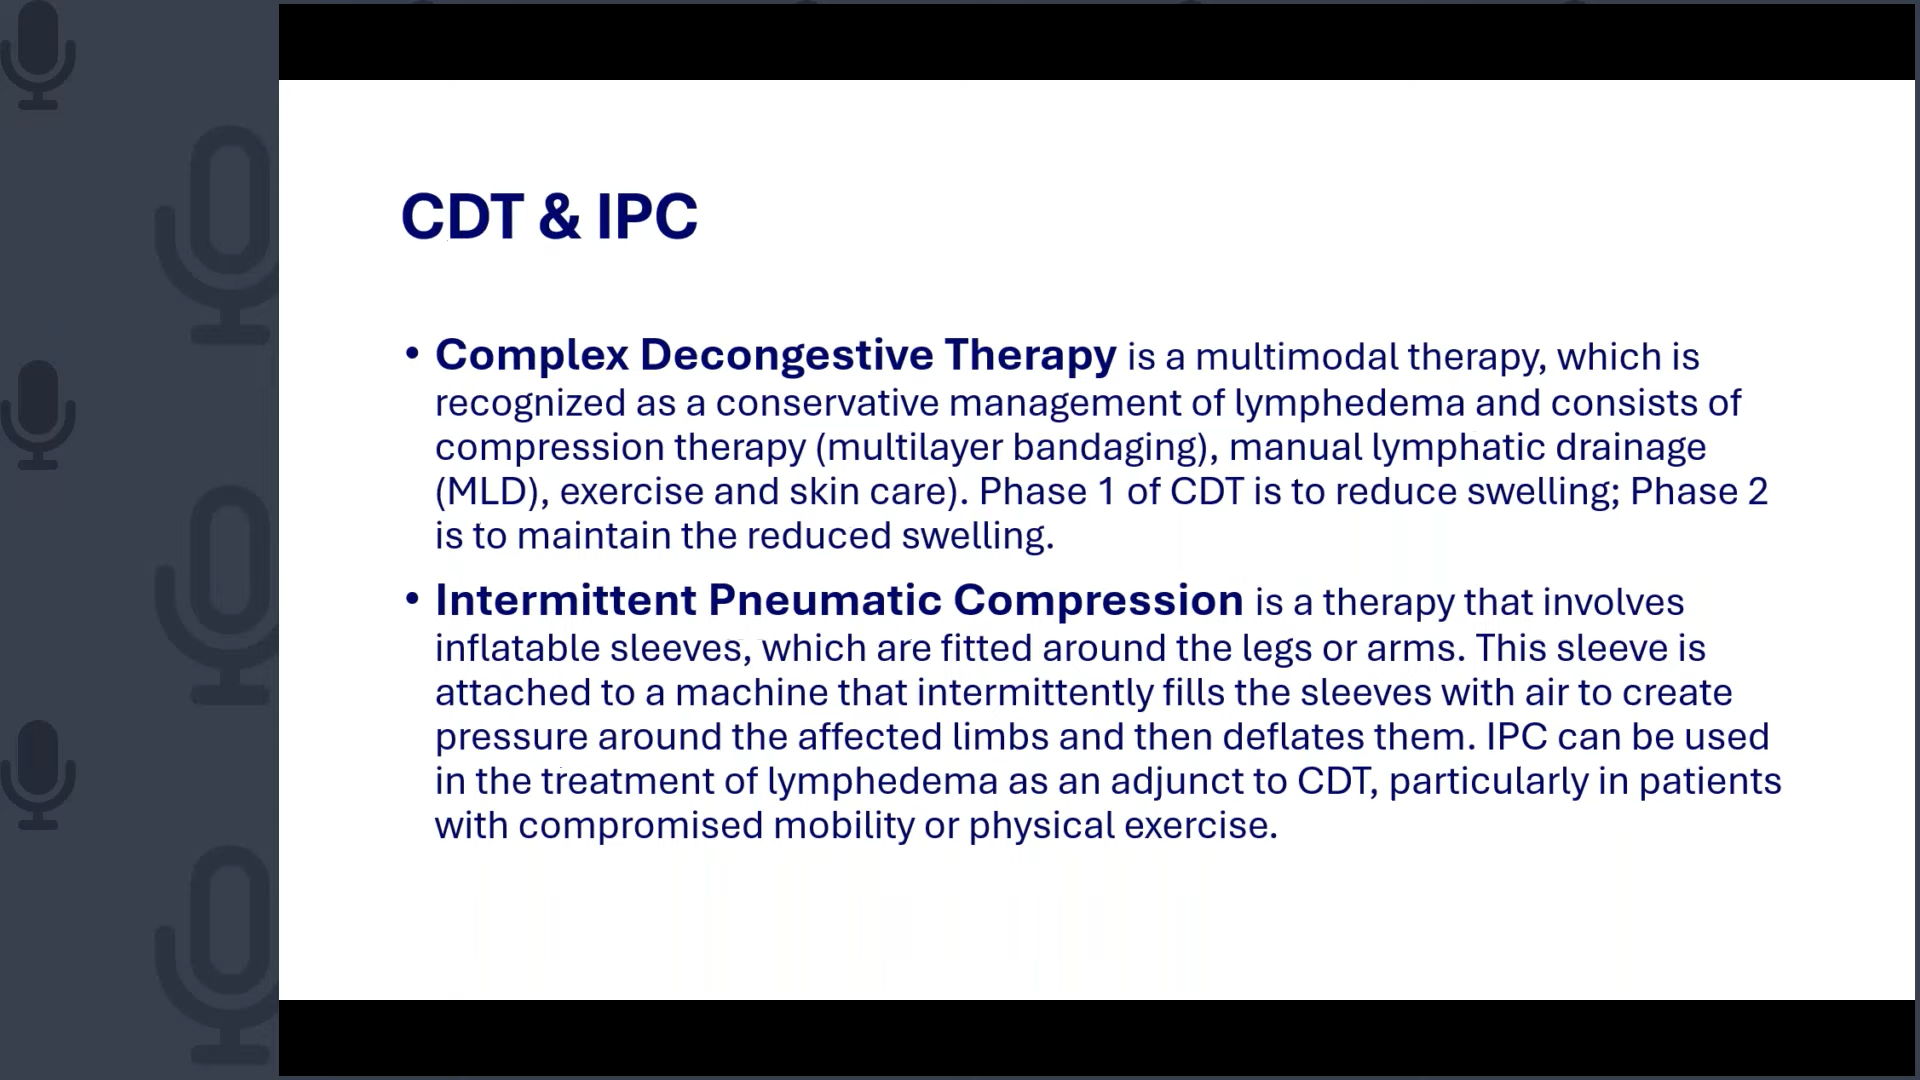 CDT & IPC
• Complex Decongestive Therapy is a multimodal therapy, which is
recognized as a conservative management of lymphedema and consists of
compression therapy (multilayer bandaging), manual lymphatic drainage
(MLD), exercise and skin care). Phase 1 of CDT is to reduce swelling; Phase 2
is to maintain the reduced swelling.
• Intermittent Pneumatic Compression is a therapy that involves
inflatable sleeves, which are fitted around the legs or arms. This sleeve is
attached to a machine that intermittently fills the sleeves with air to create
pressure around the affected limbs and then deflates them. IPC can be used
in the treatment of lymphedema as an adjunct to CDT, particularly in patients
with compromised mobility or physical exercise.